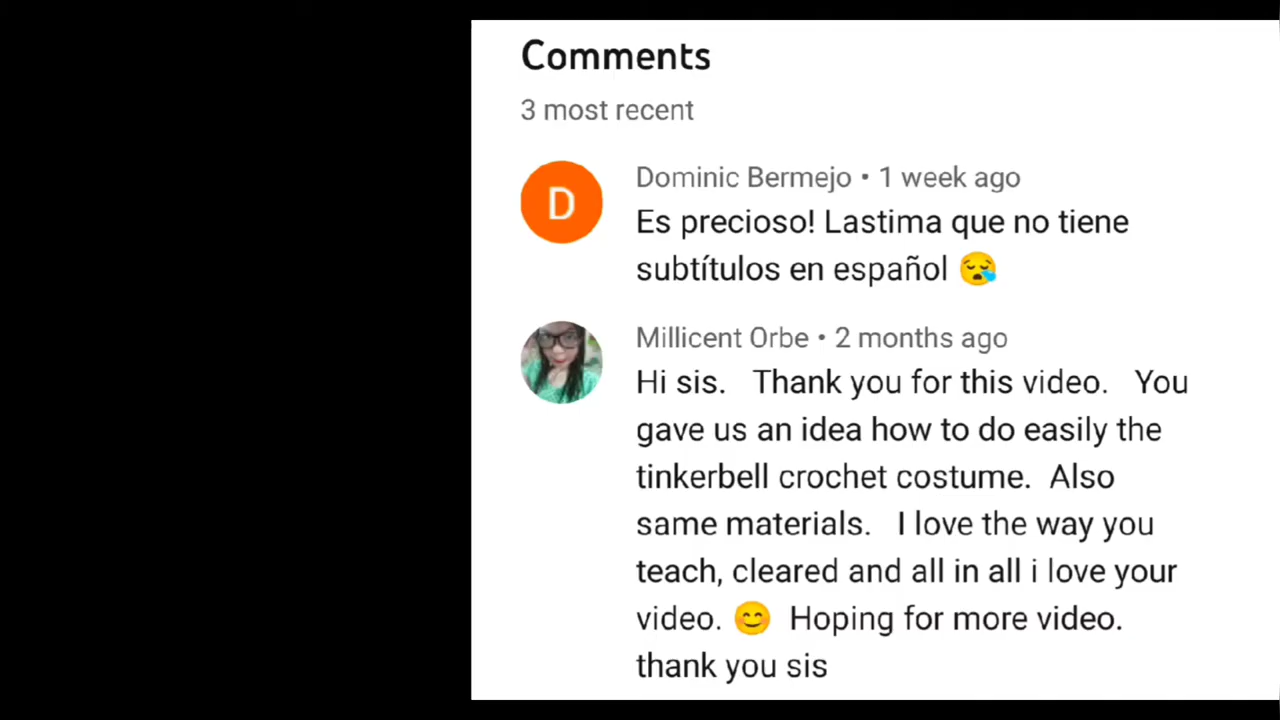 Comments
3 most recent
D
Dominic Bermejo • 1 week ago
Es precioso! Lastima que no tiene
subtítulos en español 😪
Millicent Orbe • 2 months ago
Hi sis. Thank you for this video. You
gave us an idea how to do easily the
tinkerbell crochet costume. Also
same materials. I love the way you
teach, cleared and all in all i love your
video. 😊 Hoping for more video.
thank you sis